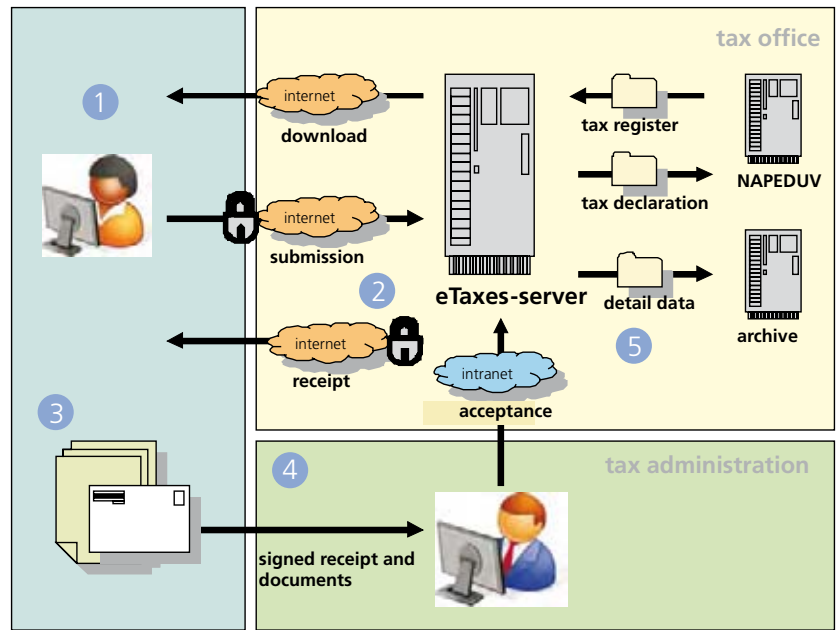 tax office
1
internet
download
tax register
NAPEDUV
internet
submission
tax declaration
2
eTaxes-server
detail data
archive
5
internet
receipt
intranet
acceptance
3
4
tax administration
signed receipt and
documents